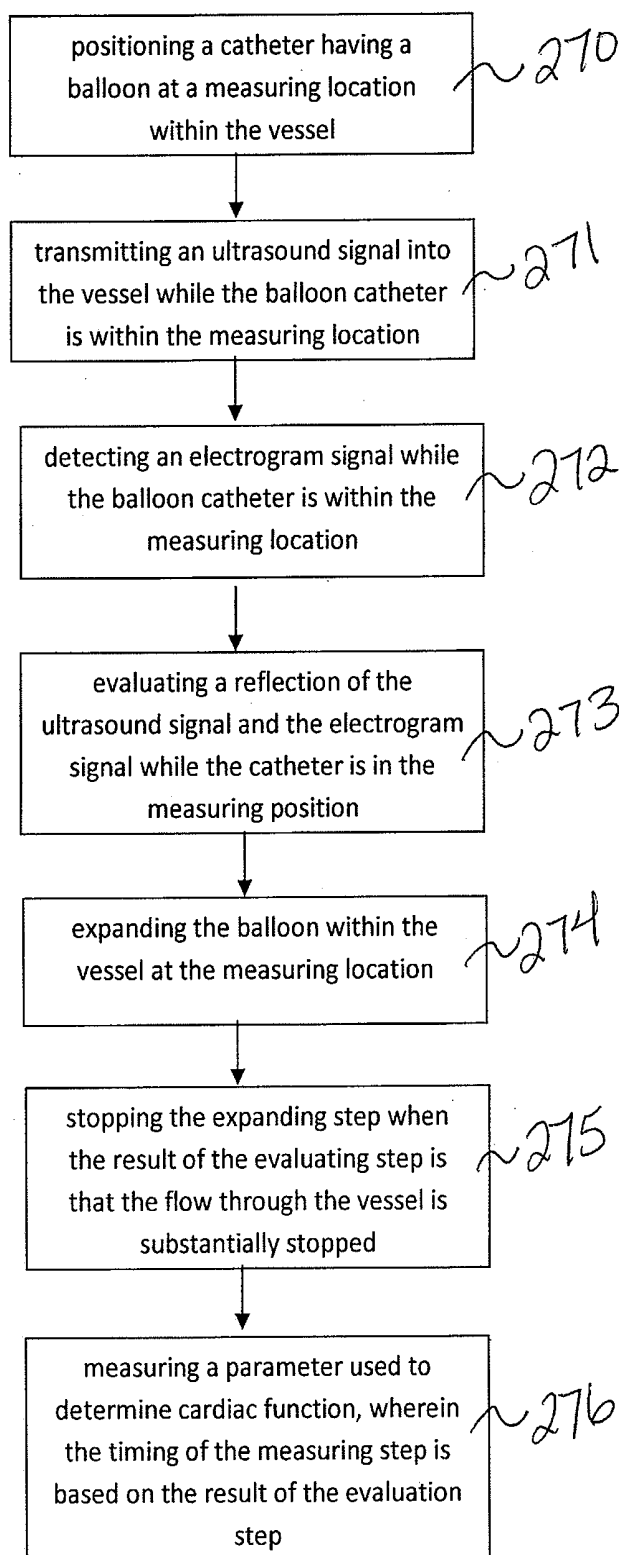 positioning a catheter having a
balloon at a measuring location
within the vessel
270
transmitting an ultrasound signal into
the vessel while the balloon catheter
is within the measuring location
271
detecting an electrogram signal while
the balloon catheter is within the
measuring location
272
evaluating a reflection of the
ultrasound signal and the electrogram
signal while the catheter is in the
measuring position
273
expanding the balloon within the
vessel at the measuring location
274
stopping the expanding step when
the result of the evaluating step is
that the flow through the vessel is
substantially stopped
275
measuring a parameter used to
determine cardiac function, wherein
the timing of the measuring step is
based on the result of the evaluation
step
276